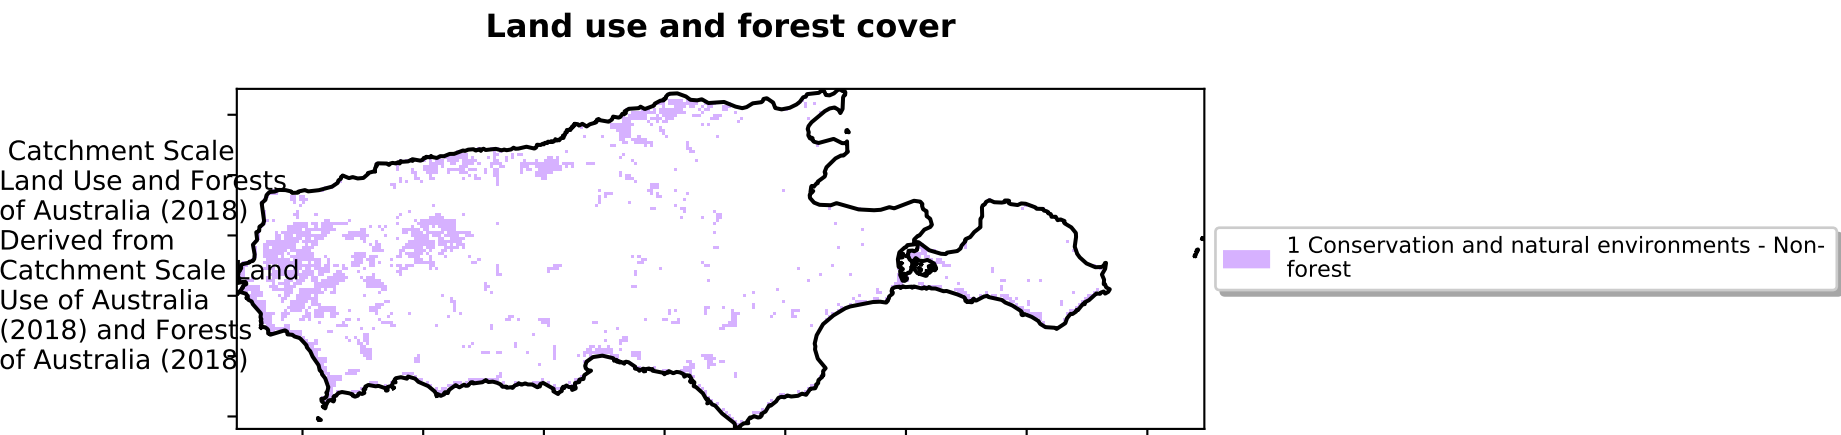 Land use and forest cover
Catchment Scale
Land Use and Forests
of Australia (2018)
Derived from
Catchment Scale Land
Use of Australia
(2018) and Forests
of Australia (2018)
1 Conservation and natural environments - Non-
forest